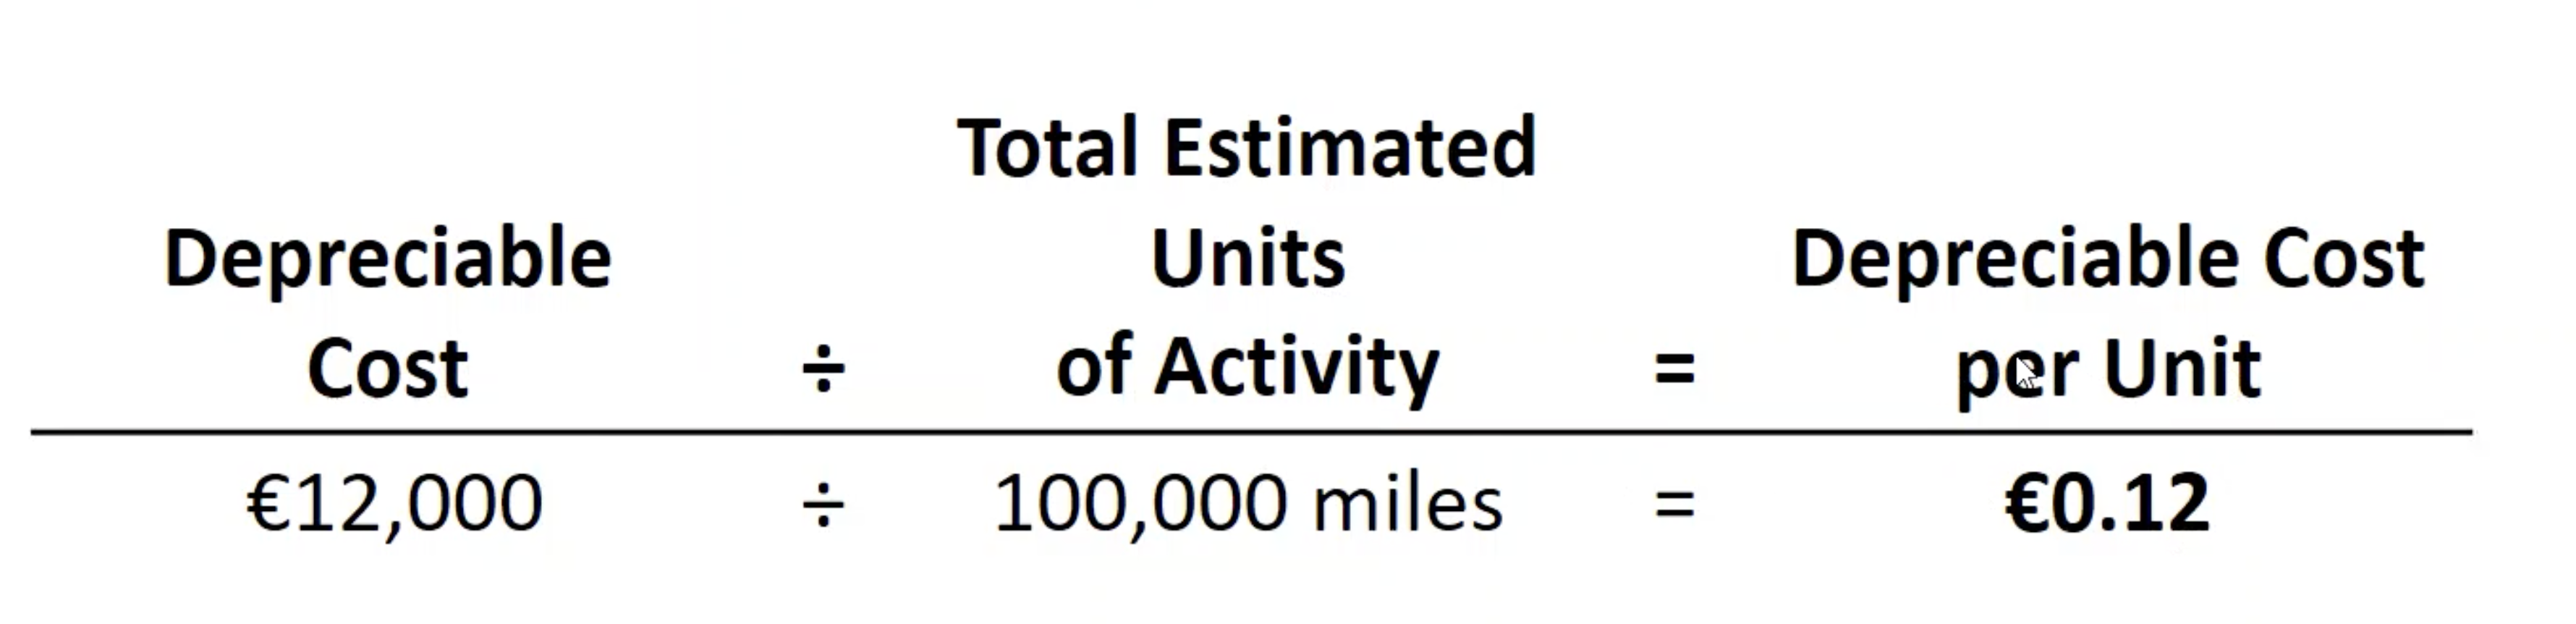 Depreciable
Cost
÷
Total Estimated
Units
of Activity
=
Depreciable Cost
per Unit
€12,000 ÷ 100,000 miles = €0.12